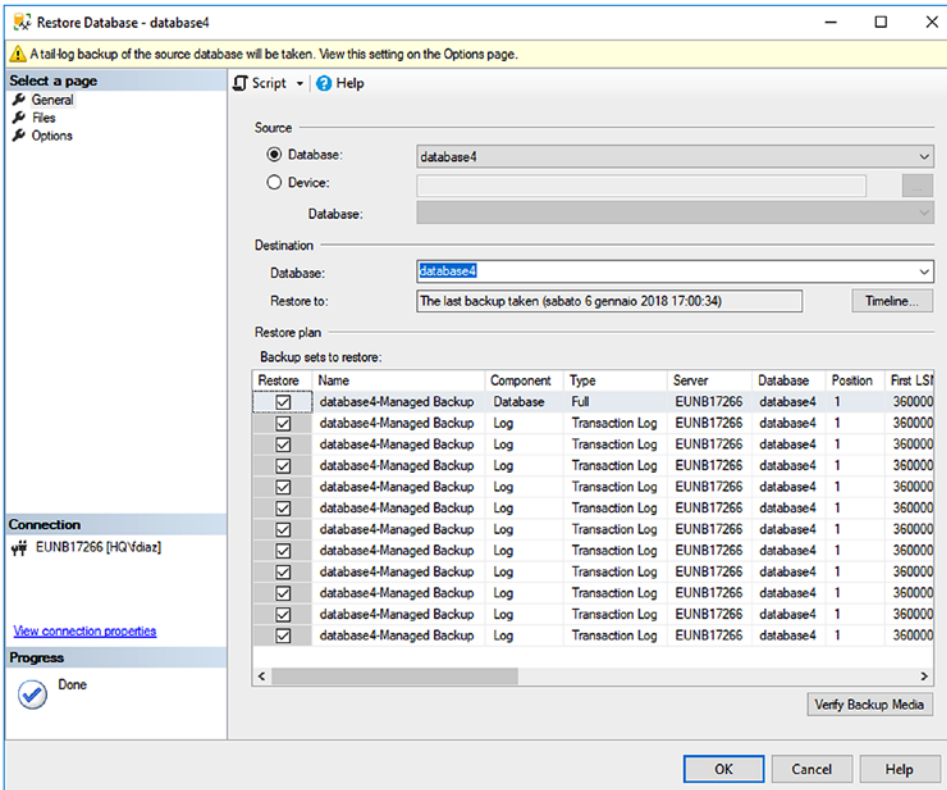 Restore Database - database4
A tail-log backup of the source database will be taken. View this setting on the Options page.
Select a page
General
Files
Options
Script
Help
Source
Database:
database4
Device:
...
Database:
Destination
Database:
database4
Restore to:
The last backup taken (sabato 6 gennaio 2018 17:00:34)
Timeline...
Restore plan
Backup sets to restore:
Restore Name Component Type Server Database Position First LSN
database4-Managed Backup Database Full EUNB17266 database4 1 360000
database4-Managed Backup Log Transaction Log EUNB17266 database4 1 360000
database4-Managed Backup Log Transaction Log EUNB17266 database4 1 360000
database4-Managed Backup Log Transaction Log EUNB17266 database4 1 360000
database4-Managed Backup Log Transaction Log EUNB17266 database4 1 360000
database4-Managed Backup Log Transaction Log EUNB17266 database4 1 360000
database4-Managed Backup Log Transaction Log EUNB17266 database4 1 360000
database4-Managed Backup Log Transaction Log EUNB17266 database4 1 360000
database4-Managed Backup Log Transaction Log EUNB17266 database4 1 360000
database4-Managed Backup Log Transaction Log EUNB17266 database4 1 360000
database4-Managed Backup Log Transaction Log EUNB17266 database4 1 360000
database4-Managed Backup Log Transaction Log EUNB17266 database4 1 360000
Connection
EUNB17266 [HQ\fdiaz]
View connection properties
Progress
Done
Verify Backup Media
OK
Cancel
Help